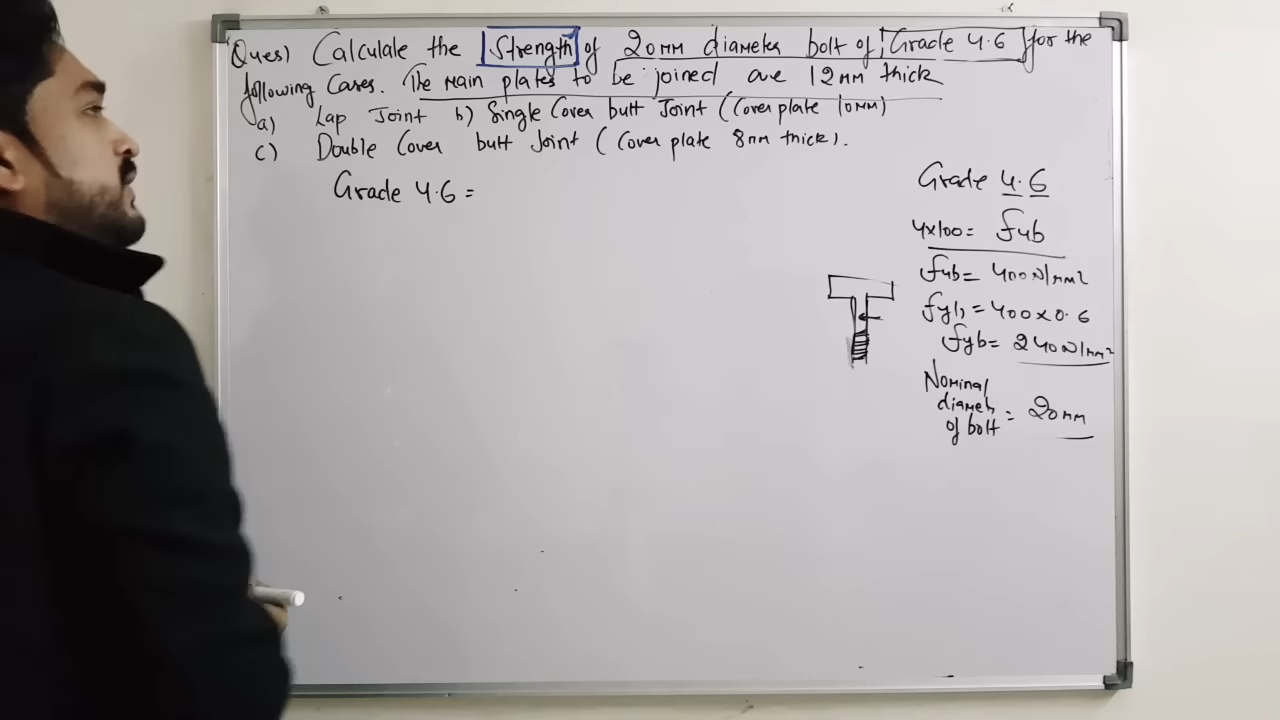 Ques) Calculate the Strength of 20mm diameter bolt of Grade 4.6 for the
following Cases. The main plates to be joined are 12mm thick
a) Lap Joint b) Single Cover butt Joint (Cover plate 10mm)
c) Double Cover butt Joint (Cover plate 8mm thick).
Grade 4.6 =
Grade 4.6
4x100 = fub
fub = 400N/mm2
fyb = 400x0.6
fyb = 240N/mm2
Nominal
diameter
of bolt = 20mm